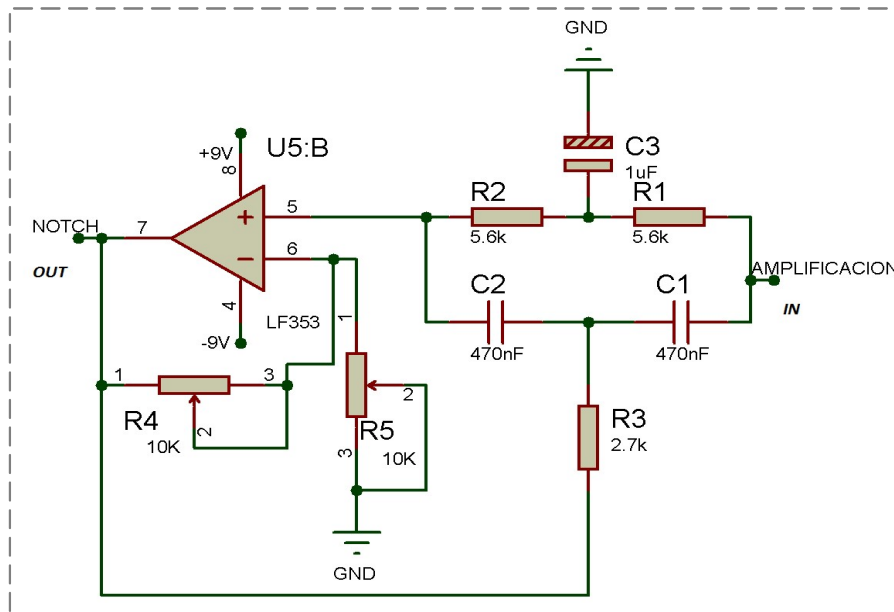 GND
+9V
8
U5:B
C3
1uF
R2
R1
5.6k
5.6k
NOTCH
7
+
5
OUT
−
6
AMPLIFICACION
IN
C2
C1
470nF
470nF
4
-9V
LF353
1
1
3
2
R4
2
10K
R5
10K
3
R3
2.7k
GND